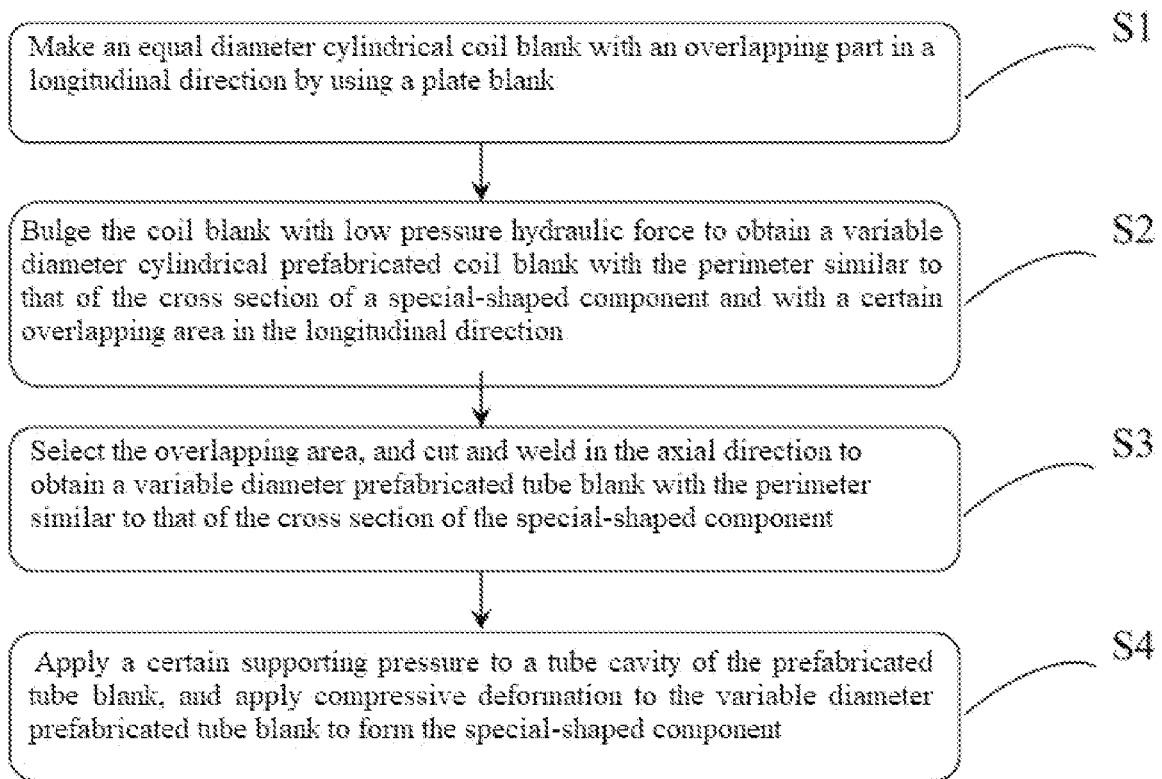 S1
Make an equal diameter cylindrical coil blank with an overlapping part in a
longitudinal direction by using a plate blank
S2
Bulge the coil blank with low pressure hydraulic force to obtain a variable
diameter cylindrical prefabricated coil blank with the perimeter similar to
that of the cross section of a special-shaped component and with a certain
overlapping area in the longitudinal direction
S3
Select the overlapping area, and cut and weld in the axial direction to
obtain a variable diameter prefabricated tube blank with the perimeter
similar to that of the cross section of the special-shaped component
S4
Apply a certain supporting pressure to a tube cavity of the prefabricated
tube blank, and apply compressive deformation to the variable diameter
prefabricated tube blank to form the special-shaped component